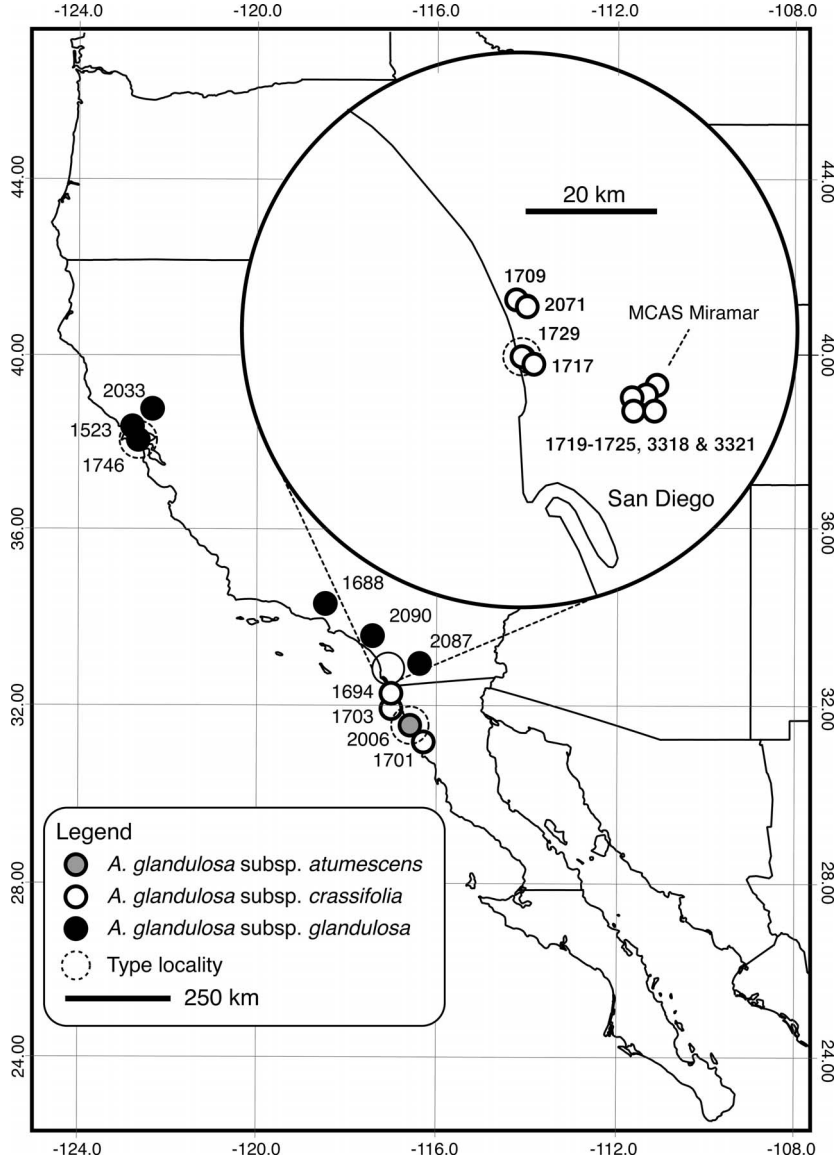 -124.0 -120.0 -116.0 -112.0 -108.0
44.00 44.00
20 km
1709
2071
MCAS Miramar
1729
40.00 40.00
1717
2033
1523
1746
1719-1725, 3318 & 3321
San Diego
36.00 36.00
1688
2090
2087
1694
32.00 32.00
1703
2006
1701
Legend
A. glandulosa subsp. atumescens
28.00 28.00
A. glandulosa subsp. crassifolia
A. glandulosa subsp. glandulosa
Type locality
250 km
24.00 24.00
-124.0 -120.0 -116.0 -112.0 -108.0